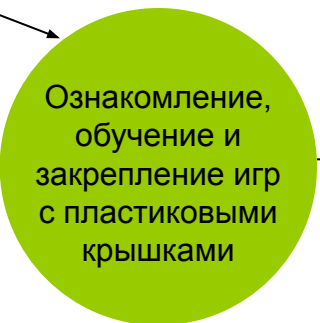 Ознакомление,
обучение и
закрепление игр
с пластиковыми
крышками